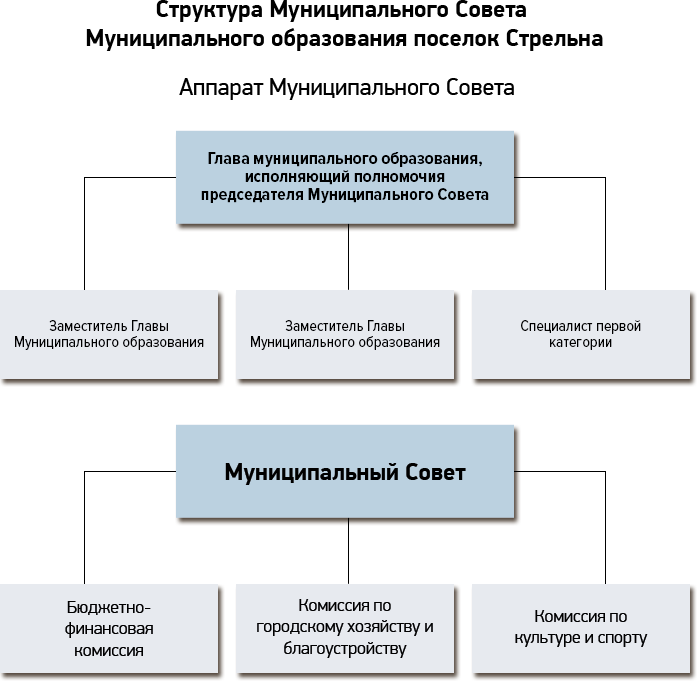 Структура Муниципального Совета
Муниципального образования поселок Стрельна
Аппарат Муниципального Совета
Глава муниципального образования,
исполняющий полномочия
председателя Муниципального Совета
Заместитель Главы
Муниципального образования
Заместитель Главы
Муниципального образования
Специалист первой
категории
Муниципальный Совет
Бюджетно-
финансовая
комиссия
Комиссия по
городскому хозяйству и
благоустройству
Комиссия по
культуре и спорту